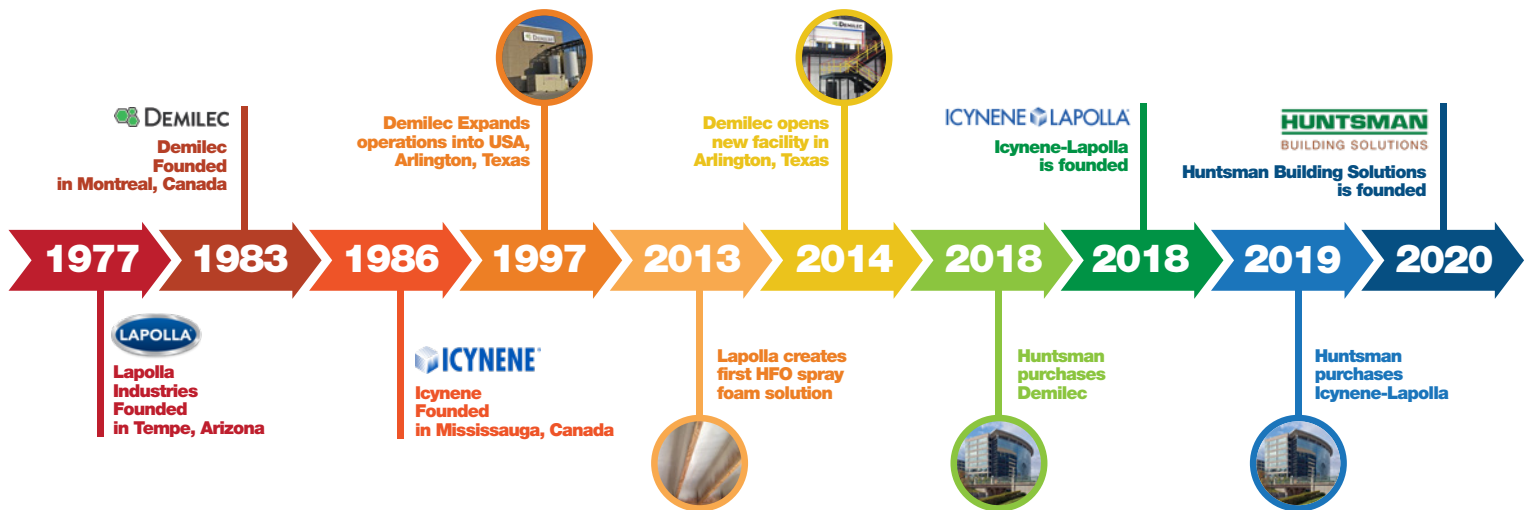 DEMILEC
Demilec
Founded
in Montreal, Canada
Demilec Expands
operations into USA,
Arlington, Texas
DEMILEC
Demilec opens
new facility in
Arlington, Texas
DEMILEC
ICYNENE LAPOLLA
Icynene-Lapolla
is founded
HUNTSMAN
BUILDING SOLUTIONS
Huntsman Building Solutions
is founded
1977
1983
1986
1997
2013
2014
2018
2018
2019
2020
LAPOLLA
Lapolla
Industries
Founded
in Tempe, Arizona
ICYNENE
Icynene
Founded
in Mississauga, Canada
Lapolla creates
first HFO spray
foam solution
Huntsman
purchases
Demilec
Huntsman
purchases
Icynene-Lapolla